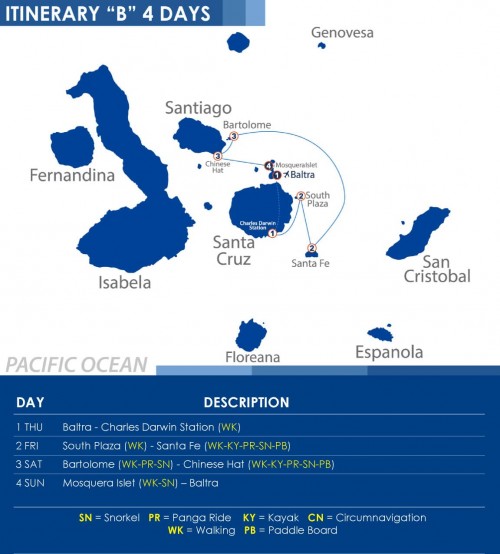 ITINERARY “B” 4 DAYS
Genovesa
Santiago
Bartolome
3
3
Chinese
Hat
4
Mosquera Islet
1
Baltra
Fernandina
2
South
Plaza
Charles Darwin
Station
1
Santa
Cruz
2
Santa Fe
San
Cristobal
Isabela
Floreana
Espanola
PACIFIC OCEAN
DAY DESCRIPTION
1 THU Baltra - Charles Darwin Station (WK)
2 FRI South Plaza (WK) - Santa Fe (WK-KY-PR-SN-PB)
3 SAT Bartolome (WK-PR-SN) - Chinese Hat (WK-KY-PR-SN-PB)
4 SUN Mosquera Islet (WK-SN) – Baltra
SN = Snorkel PR = Panga Ride KY = Kayak CN = Circumnavigation
WK = Walking PB = Paddle Board